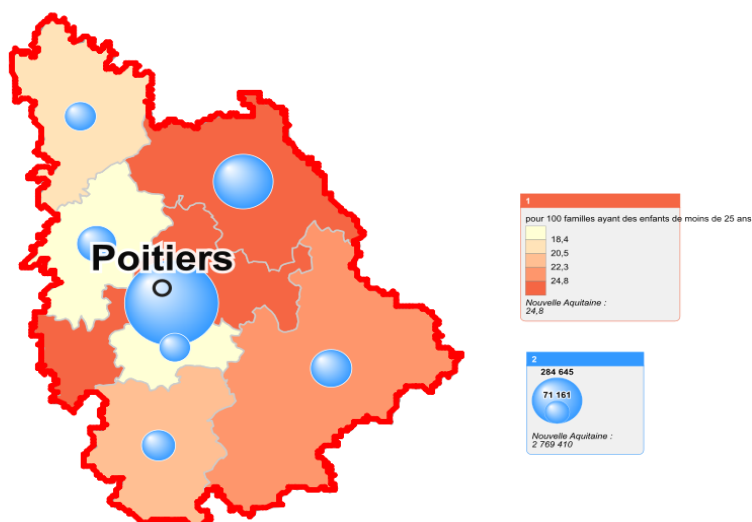 Poitiers
1
pour 100 familles ayant des enfants de moins de 25 ans
18,4
20,5
22,3
24,8
Nouvelle Aquitaine :
24,8
2
284 645
71 161
Nouvelle Aquitaine :
2 769 410